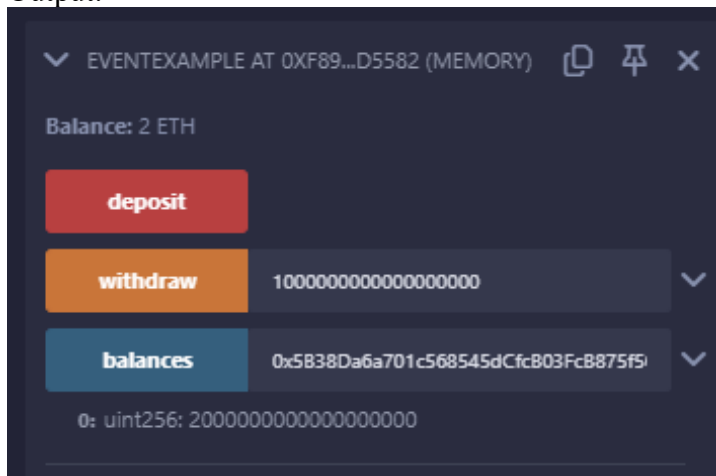 Output:
EVENTEXAMPLE AT 0XF89...D5582 (MEMORY)
Balance: 2 ETH
deposit
withdraw 1000000000000000000
balances 0x5B38Da6a701c568545dCfcB03FcB875f5
0: uint256: 2000000000000000000